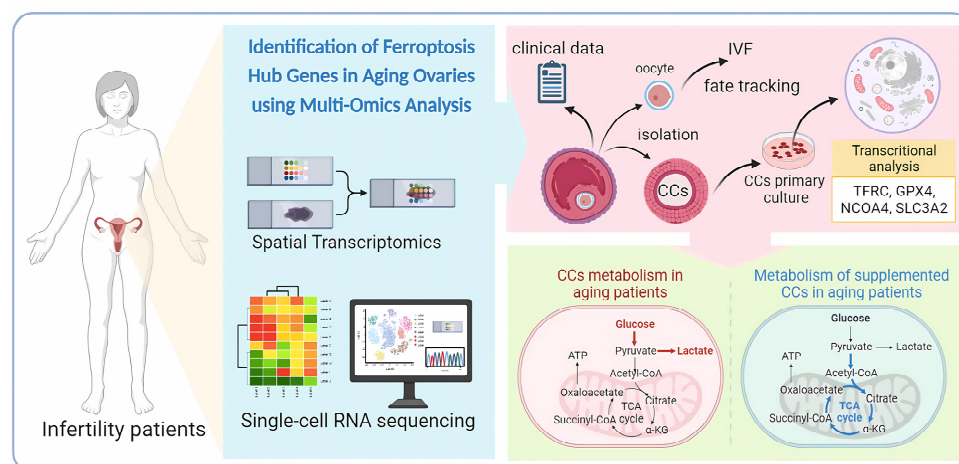 Identification of Ferroptosis
Hub Genes in Aging Ovaries
using Multi-Omics Analysis
Spatial Transcriptomics
Single-cell RNA sequencing
Infertility patients
clinical data
oocyte
IVF
fate tracking
isolation
CCs
CCs primary
culture
Transcritional
analysis
TFRC, GPX4,
NCOA4, SLC3A2
CCs metabolism in
aging patients
Glucose
Pyruvate
Lactate
ATP
Acetyl-CoA
Oxaloacetate
Citrate
TCA
cycle
Succinyl-CoA
α-KG
Metabolism of supplemented
CCs in aging patients
Glucose
Pyruvate
Lactate
ATP
Acetyl-CoA
Oxaloacetate
Citrate
TCA
cycle
Succinyl-CoA
α-KG